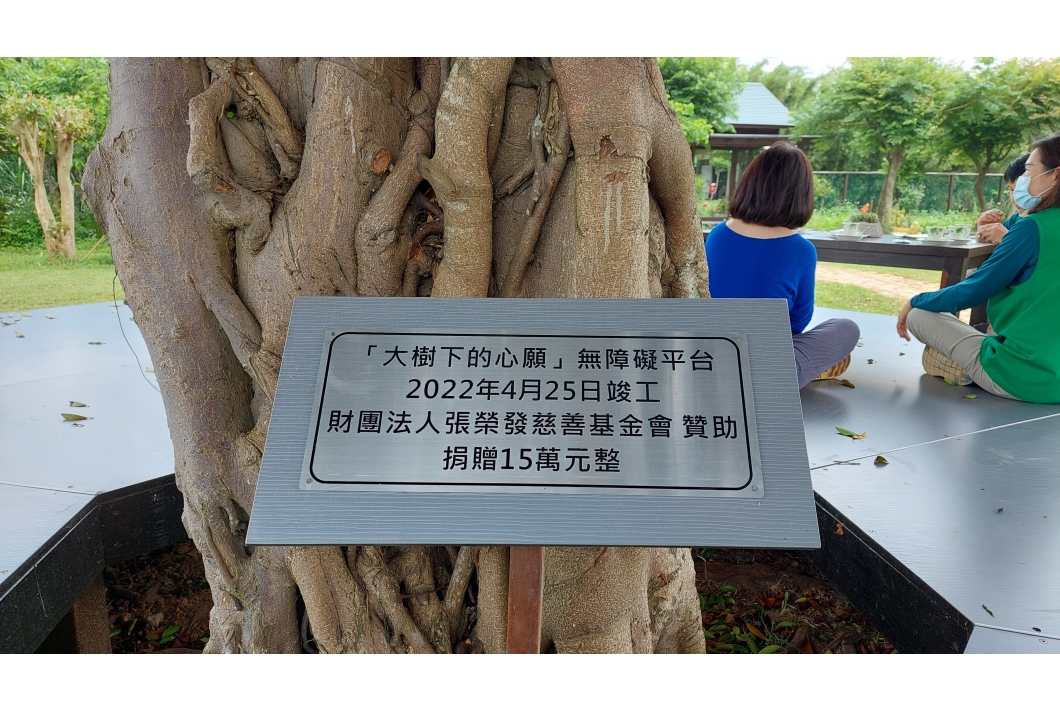 「大樹下的心願」無障礙平台
2022年4月25日竣工
財團法人張榮發慈善基金會 贊助
捐贈15萬元整